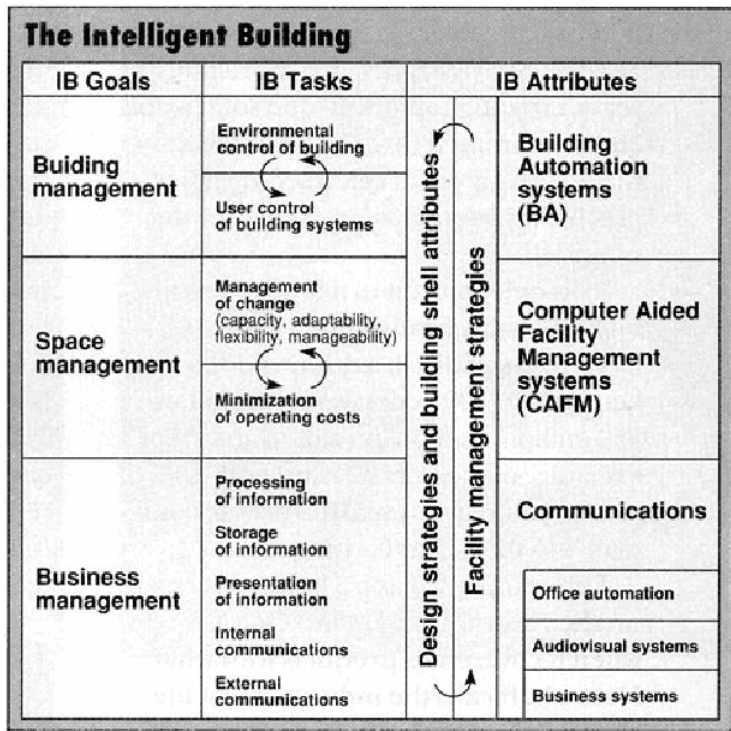 The Intelligent Building
IB Goals
IB Tasks
IB Attributes
Buiding
management
Environmental
control of building
User control
of building systems
Building
Automation
systems
(BA)
Space
management
Management
of change
(capacity, adaptability,
flexibility, manageability)
Minimization
of operating costs
Computer Aided
Facility
Management
systems
(CAFM)
Business
management
Processing
of information
Storage
of information
Presentation
of information
Internal
communications
External
communications
Design strategies and building shell attributes
Facility management strategies
Communications
Office automation
Audiovisual systems
Business systems